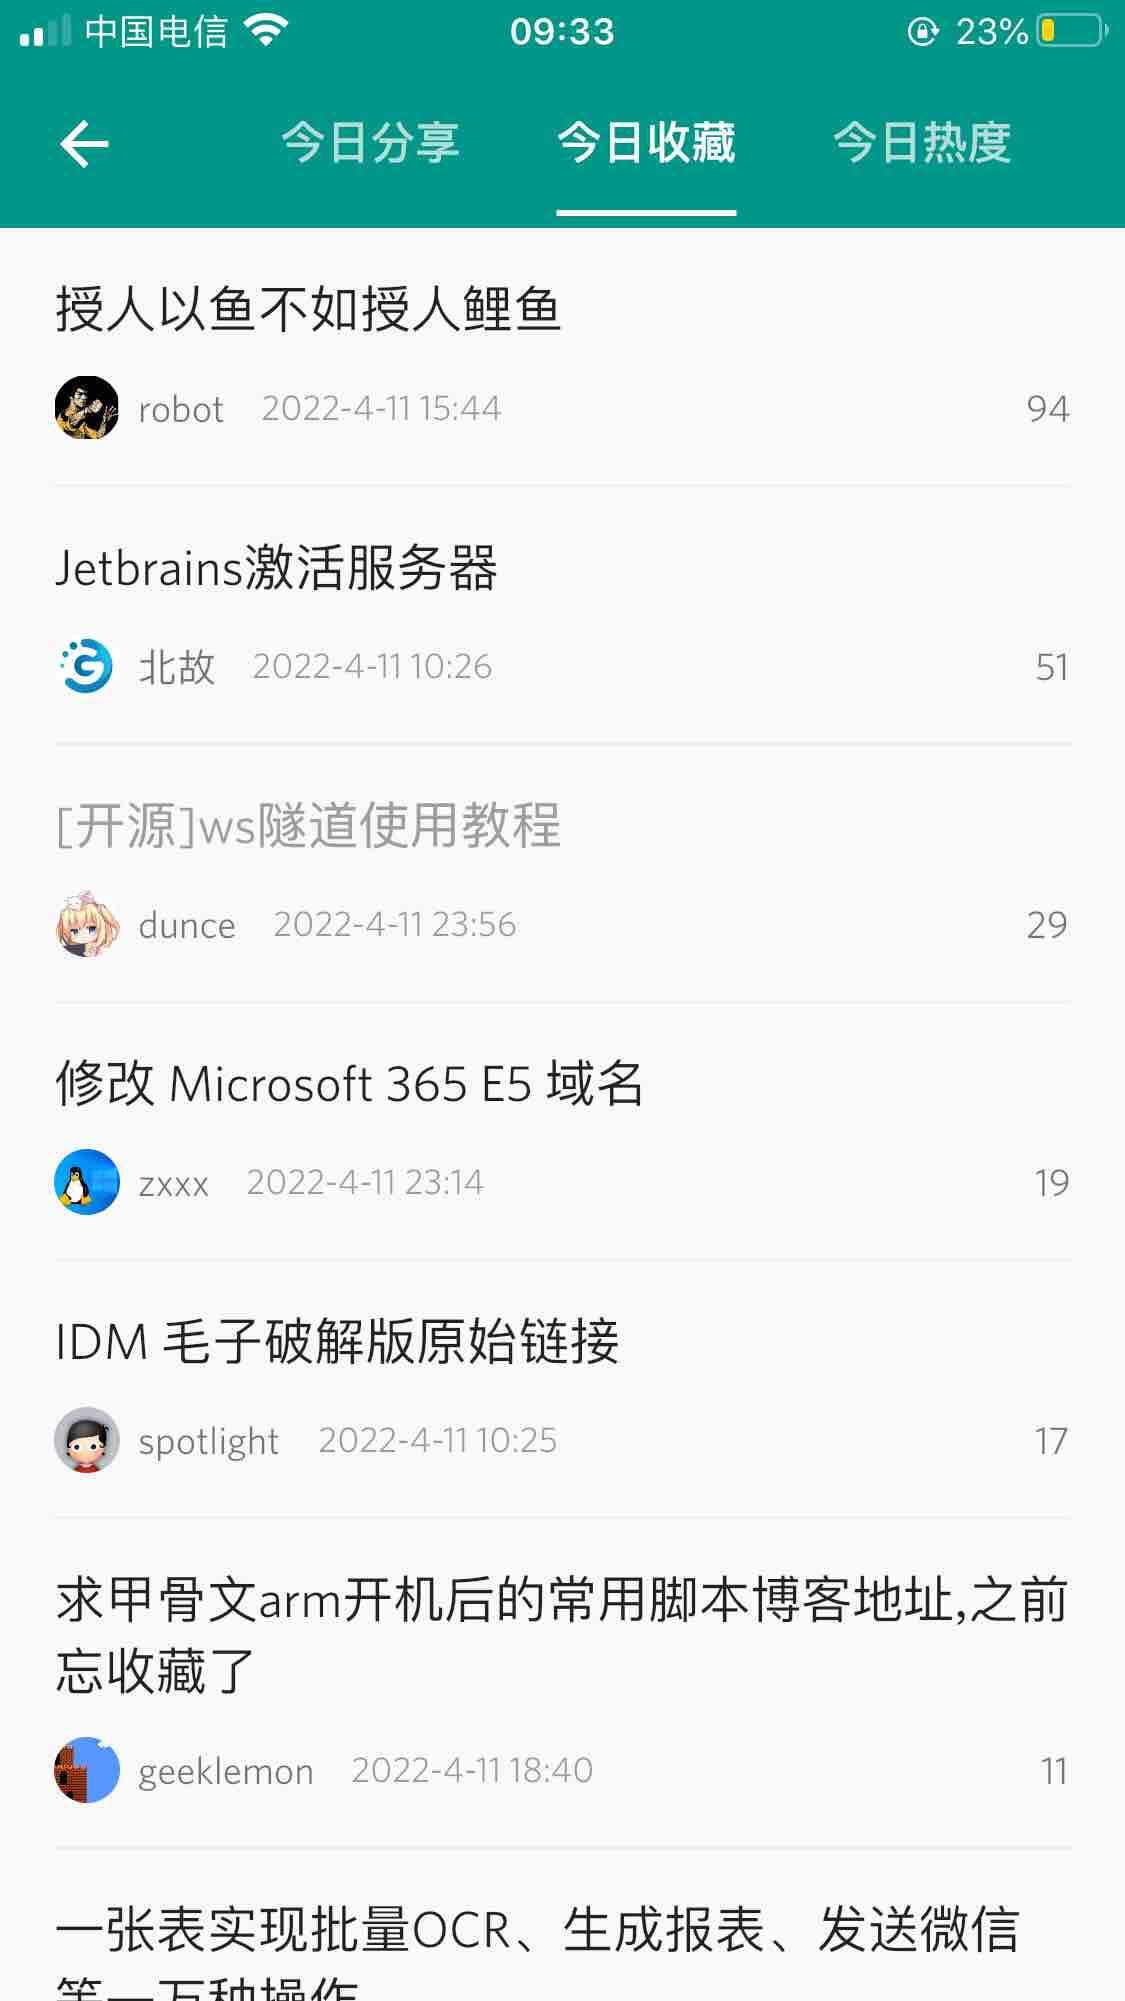 中国电信 09:33 23%
今日分享 今日收藏 今日热度
授人以鱼不如授人鲤鱼
robot 2022-4-11 15:44 94
Jetbrains激活服务器
北故 2022-4-11 10:26 51
[开源]ws隧道使用教程
dunce 2022-4-11 23:56 29
修改 Microsoft 365 E5 域名
zxxx 2022-4-11 23:14 19
IDM 毛子破解版原始链接
spotlight 2022-4-11 10:25 17
求甲骨文arm开机后的常用脚本博客地址,之前
忘收藏了
geeklemon 2022-4-11 18:40 11
一张表实现批量OCR、生成报表、发送微信
等一万种操作